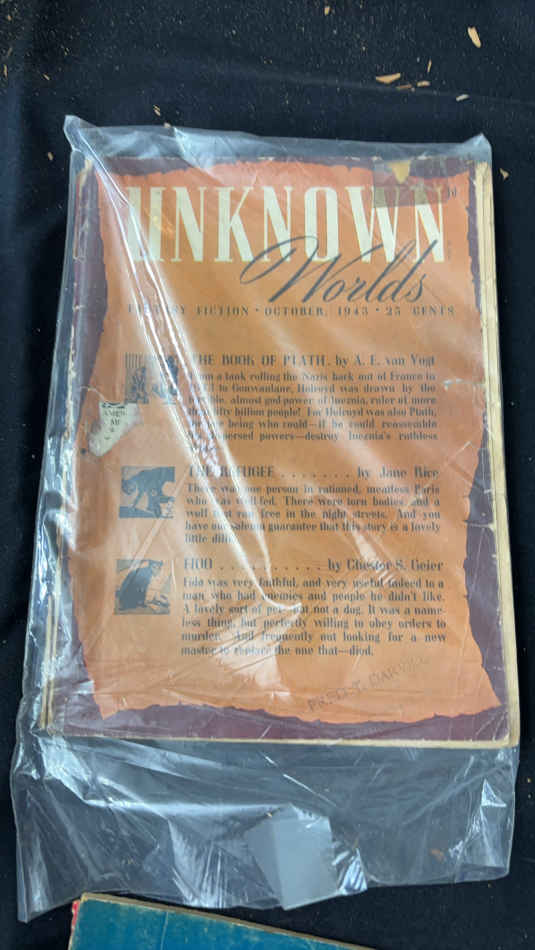 UNKNOWN
Worlds
FICTION · OCTOBER, 1943 · 25 CENTS
THE BOOK OF PTATH. by A. E. van Vogt
a tank rolling the Nazis back out of France in
to Gonwanlane, Holroyd was drawn by the
almost god-power of Ineznia, ruler of more
fifty billion people! For Holroyd was also Ptath,
being who could—if he could reassemble
powers—destroy Ineznia's ruthless
THE REFUGEE . . . . . . . by Jane Rice
There was one person in rationed, meatless Paris
who was well-fed. There were torn bodies, and a
wolf that ran free in the night streets. And you
have our solemn guarantee that this story is a lovely
little
FIDO . . . . . . . . . . by Chester S. Geier
Fido was very faithful, and very useful indeed to a
man who had enemies and people he didn't like.
A lovely sort of pet—but not a dog. It was a name-
less thing, but perfectly willing to obey orders to
murder. And frequently out looking for a new
master to replace the one that—died.
FRED T.